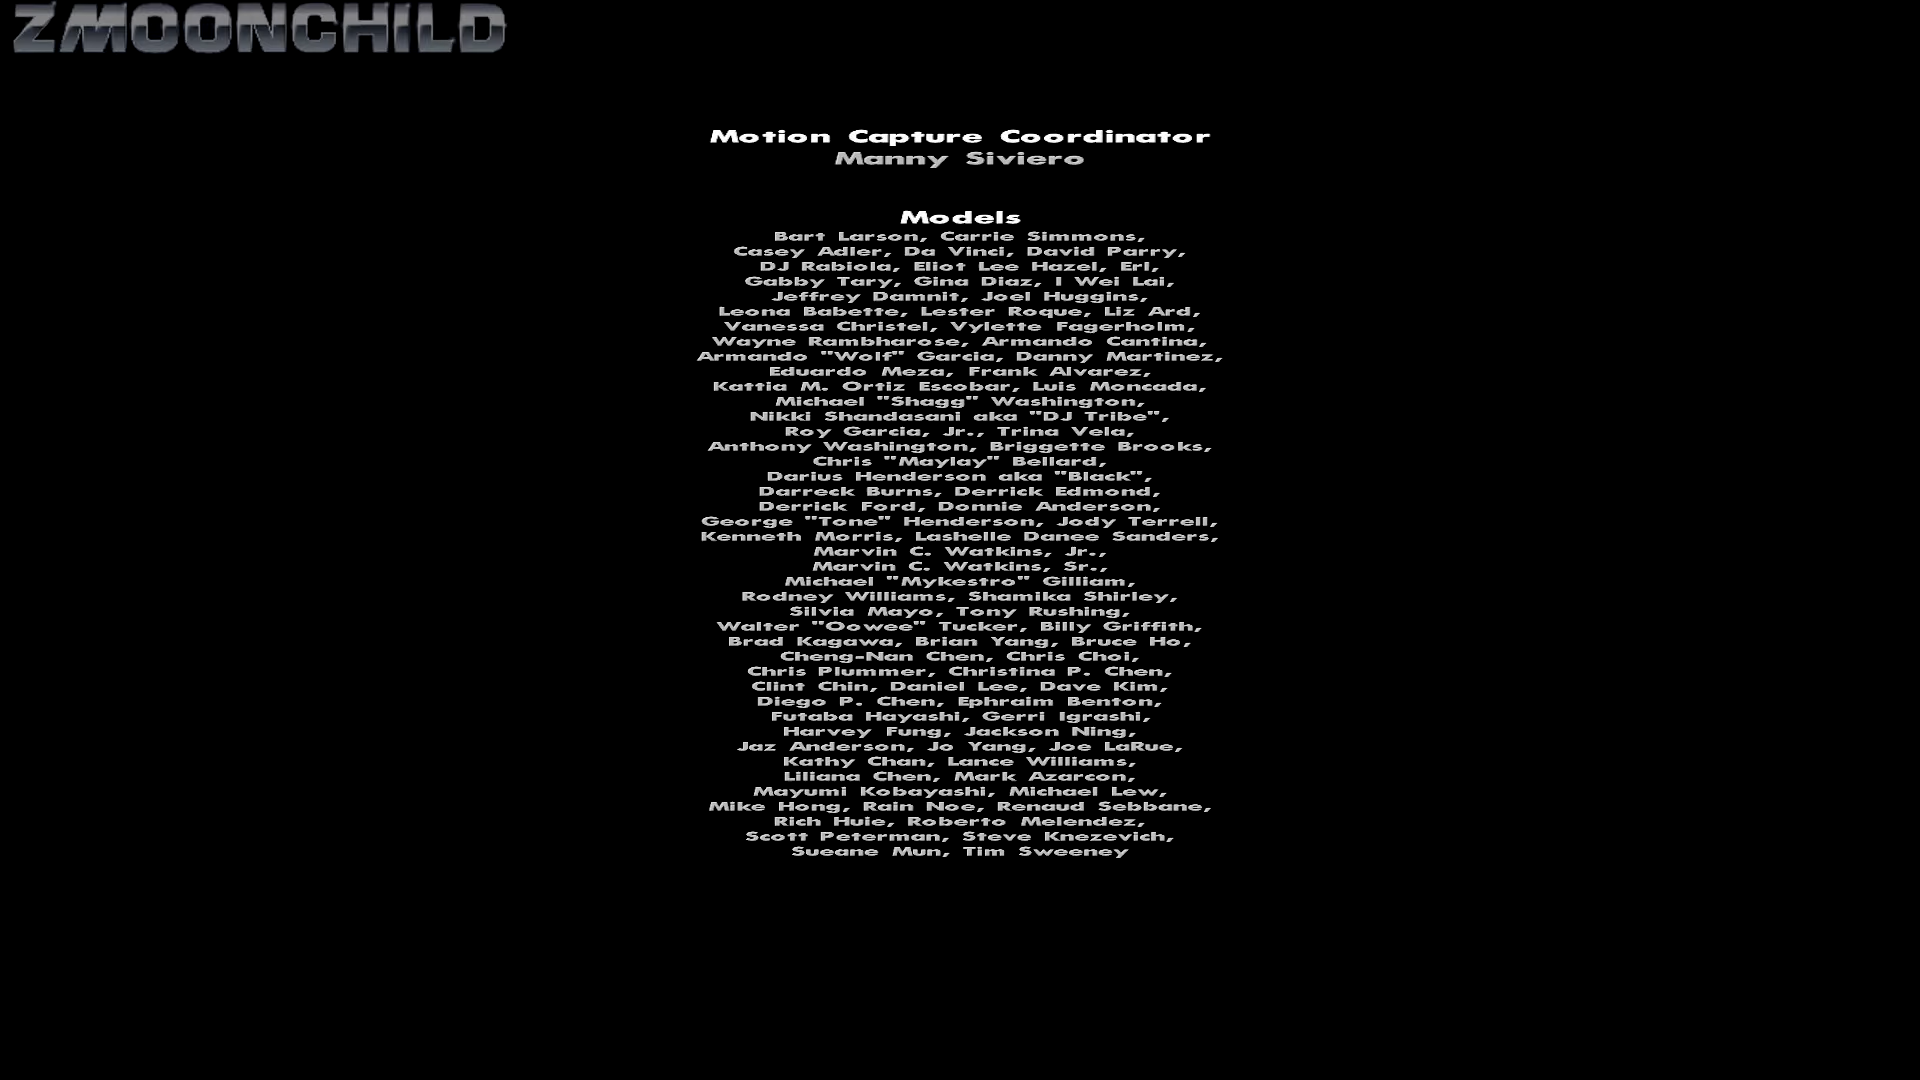 ZMOONCHILD
Motion Capture Coordinator
Manny Siviero
Models
Bart Larson, Carrie Simmons,
Casey Adler, Da Vinci, David Parry,
DJ Rabiola, Eliot Lee Hazel, Erl,
Gabby Tary, Gina Diaz, I Wei Lai,
Jeffrey Damnit, Joel Huggins,
Leona Babette, Lester Roque, Liz Ard,
Vanessa Christel, Vylette Fagerholm,
Wayne Rambharose, Armando Cantina,
Armando "Wolf" Garcia, Danny Martinez,
Eduardo Meza, Frank Alvarez,
Kattia M. Ortiz Escobar, Luis Moncada,
Michael "Shagg" Washington,
Nikki Shandasani aka "DJ Tribe",
Roy Garcia, Jr., Trina Vela,
Anthony Washington, Briggette Brooks,
Chris "Maylay" Bellard,
Darius Henderson aka "Black",
Darreck Burns, Derrick Edmond,
Derrick Ford, Donnie Anderson,
George "Tone" Henderson, Jody Terrell,
Kenneth Morris, Lashelle Danee Sanders,
Marvin C. Watkins, Jr.,
Marvin C. Watkins, Sr.,
Michael "Mykestro" Gilliam,
Rodney Williams, Shamika Shirley,
Silvia Mayo, Tony Rushing,
Walter "Oowee" Tucker, Billy Griffith,
Brad Kagawa, Brian Yang, Bruce Ho,
Cheng-Nan Chen, Chris Choi,
Chris Plummer, Christina P. Chen,
Clint Chin, Daniel Lee, Dave Kim,
Diego P. Chen, Ephraim Benton,
Futaba Hayashi, Gerri Igrashi,
Harvey Fung, Jackson Ning,
Jaz Anderson, Jo Yang, Joe LaRue,
Kathy Chan, Lance Williams,
Liliana Chen, Mark Azarcon,
Mayumi Kobayashi, Michael Lew,
Mike Hong, Rain Noe, Renaud Sebbane,
Rich Huie, Roberto Melendez,
Scott Peterman, Steve Knezevich,
Sueane Mun, Tim Sweeney